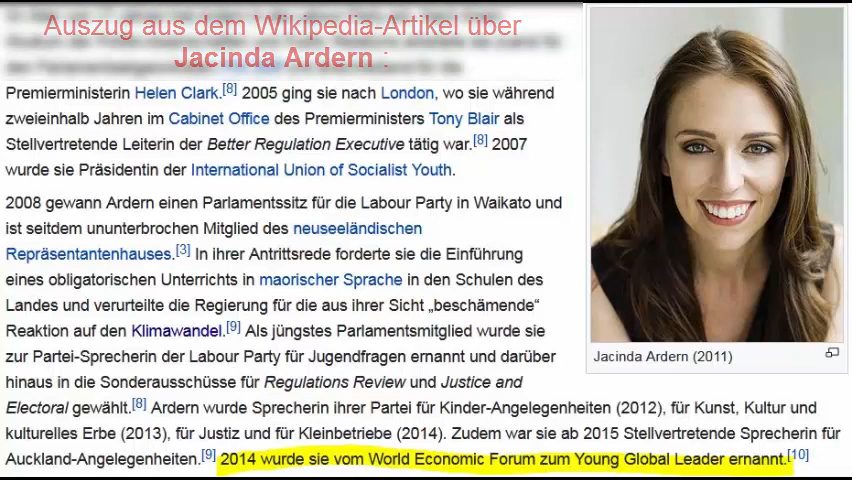 Auszug aus dem Wikipedia-Artikel über
Jacinda Ardern :
Premierministerin Helen Clark.[8] 2005 ging sie nach London, wo sie während
zweieinhalb Jahren im Cabinet Office des Premierministers Tony Blair als
Stellvertretende Leiterin der Better Regulation Executive tätig war.[8] 2007
wurde sie Präsidentin der International Union of Socialist Youth.
2008 gewann Ardern einen Parlamentssitz für die Labour Party in Waikato und
ist seitdem ununterbrochen Mitglied des neuseeländischen
Repräsentantenhauses.[3] In ihrer Antrittsrede forderte sie die Einführung
eines obligatorischen Unterrichts in maorischer Sprache in den Schulen des
Landes und verurteilte die Regierung für die aus ihrer Sicht „beschämende“
Reaktion auf den Klimawandel.[9] Als jüngstes Parlamentsmitglied wurde sie
zur Partei-Sprecherin der Labour Party für Jugendfragen ernannt und darüber
hinaus in die Sonderausschüsse für Regulations Review und Justice and
Electoral gewählt.[8] Ardern wurde Sprecherin ihrer Partei für Kinder-Angelegenheiten (2012), für Kunst, Kultur und
kulturelles Erbe (2013), für Justiz und für Kleinbetriebe (2014). Zudem war sie ab 2015 Stellvertretende Sprecherin für
Auckland-Angelegenheiten.[9] 2014 wurde sie vom World Economic Forum zum Young Global Leader ernannt.[10]
Jacinda Ardern (2011)